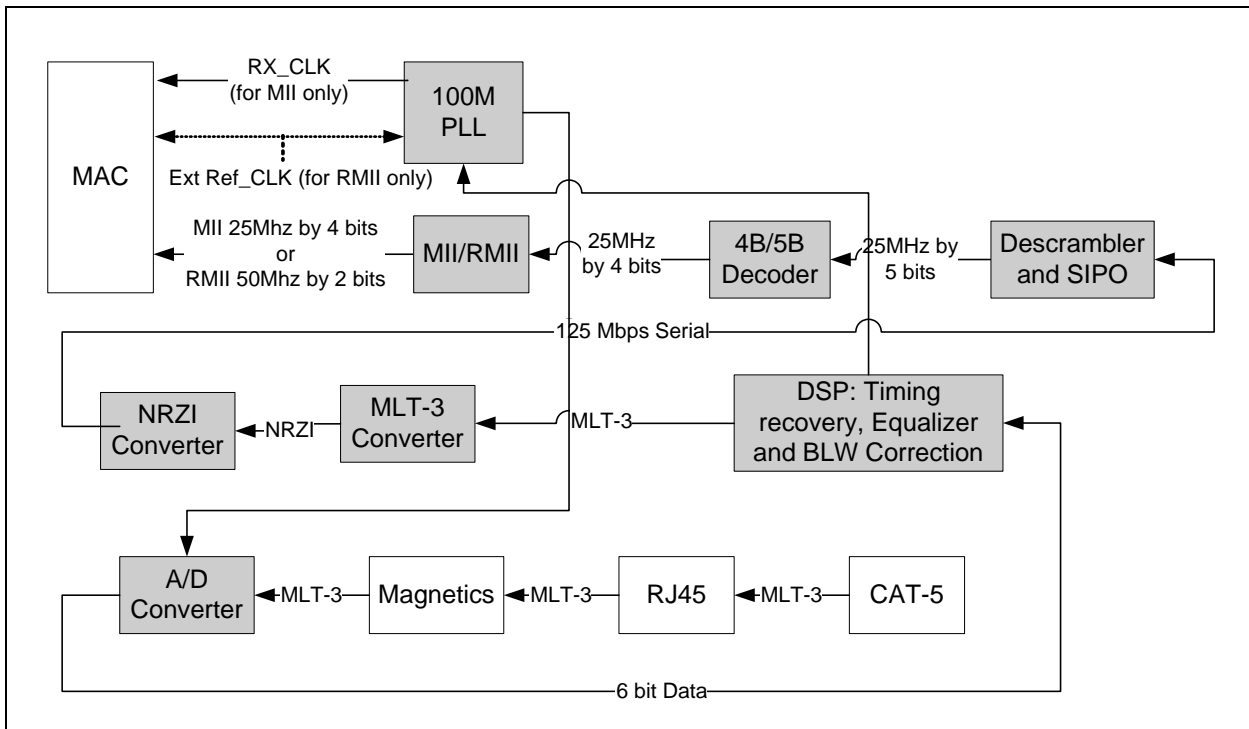 RX_CLK
(for MII only)
100M
PLL
MAC
Ext Ref_CLK (for RMII only)
MII 25Mhz by 4 bits
or
RMII 50Mhz by 2 bits
MII/RMII
25MHz
by 4 bits
4B/5B
Decoder
25MHz by
5 bits
Descrambler
and SIPO
125 Mbps Serial
NRZI
Converter
NRZI
MLT-3
Converter
MLT-3
DSP: Timing
recovery, Equalizer
and BLW Correction
A/D
Converter
MLT-3
Magnetics
MLT-3
RJ45
MLT-3
CAT-5
6 bit Data